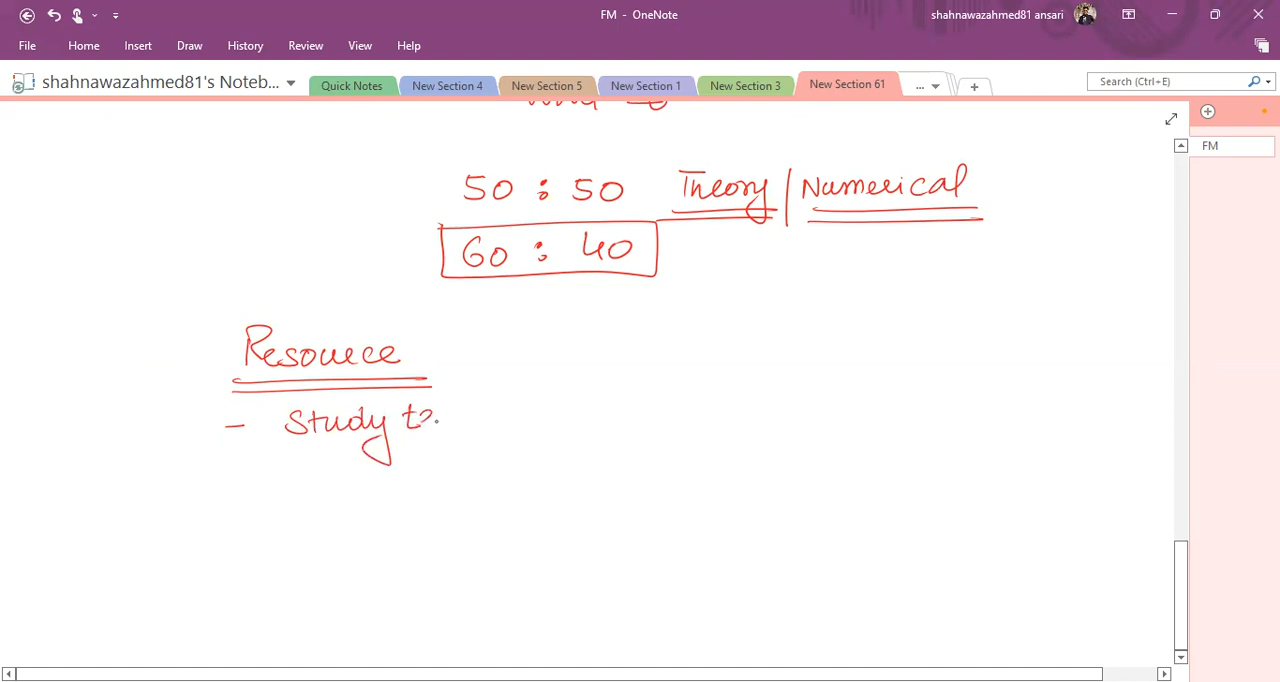 FM - OneNote
shahnawazahmed81 ansari
File Home Insert Draw History Review View Help
shahnawazahmed81's Noteb... Quick Notes New Section 4 New Section 5 New Section 1 New Section 3 New Section 61 ... + Search (Ctrl+E)
FM
50 : 50 Theory | Numerical
60 : 40
Resource
- Study